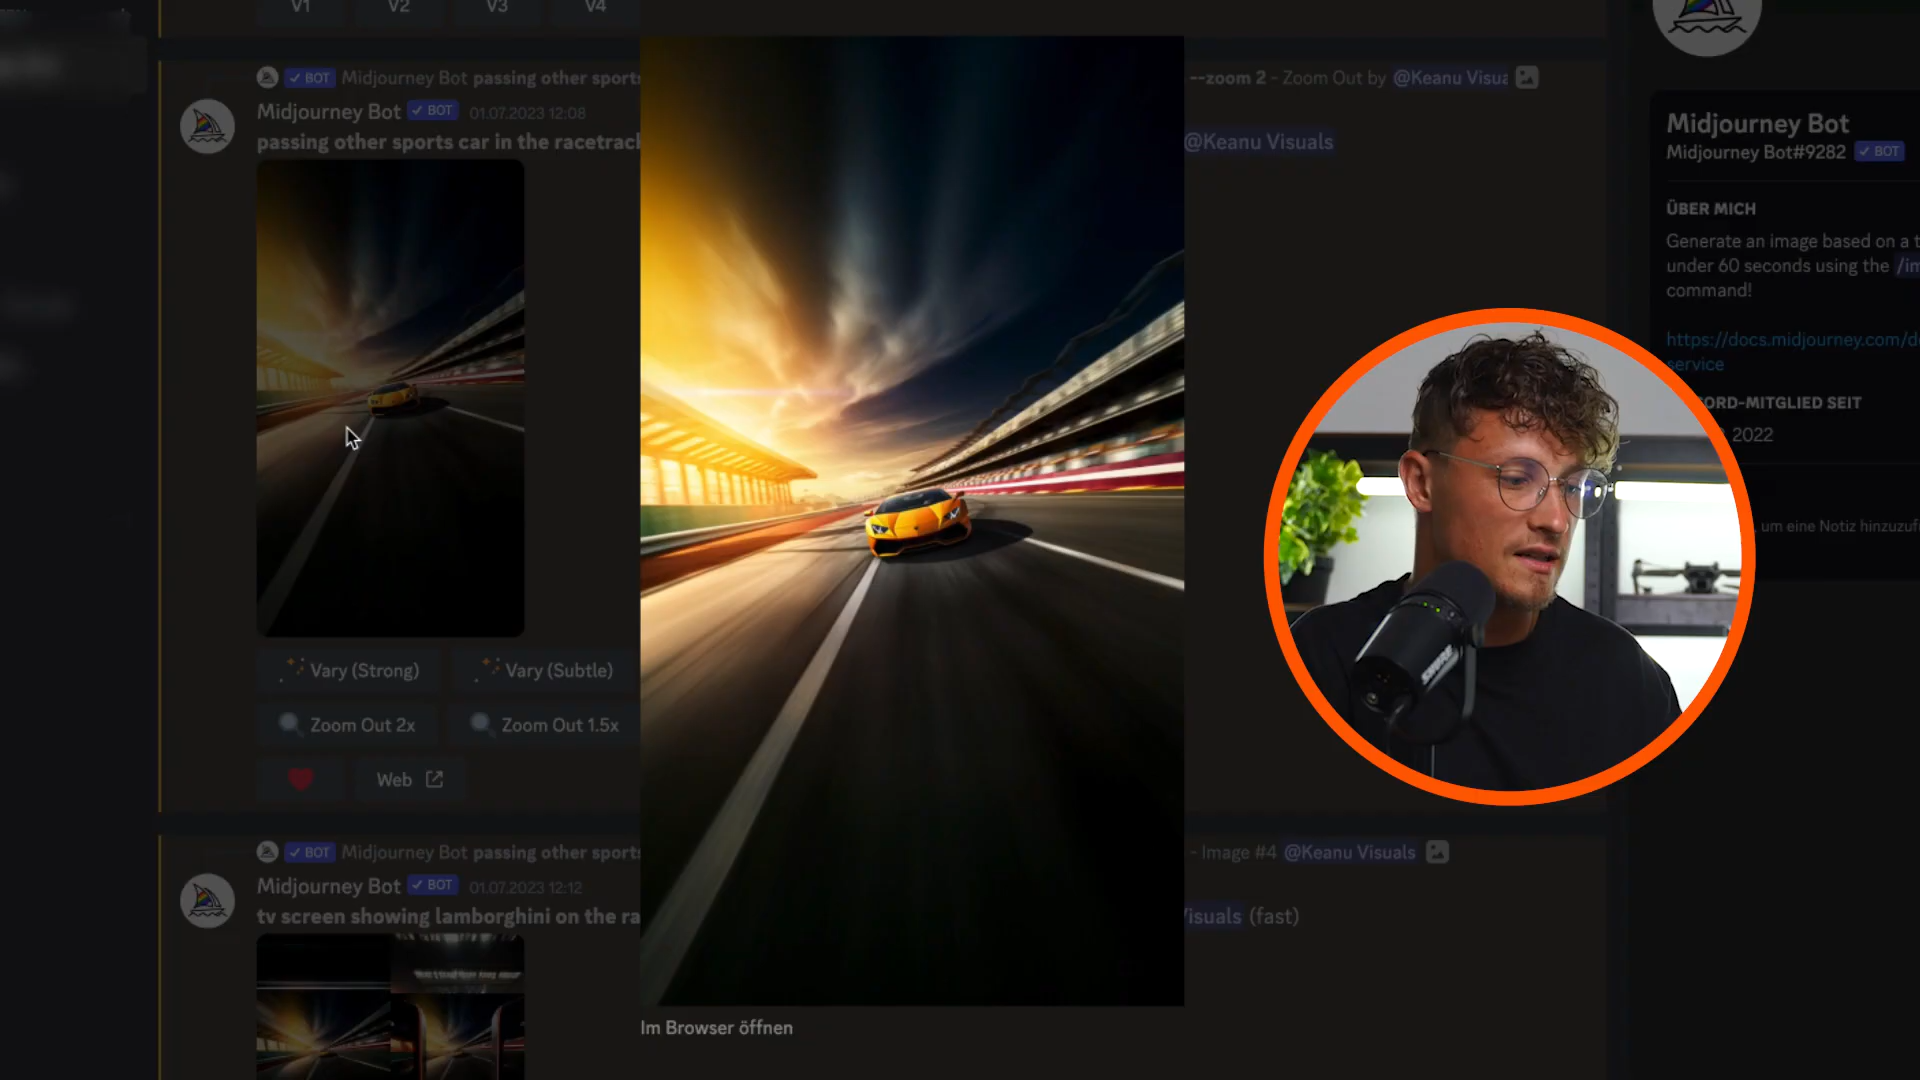 V1 V2 V3 V4
BOT Midjourney Bot passing other sports
--zoom 2 - Zoom Out by @Keanu Visua
Midjourney Bot BOT 01.07.2023 12:08
passing other sports car in the racetrack
@Keanu Visuals
Vary (Strong) Vary (Subtle)
Zoom Out 2x Zoom Out 1.5x
Web
BOT Midjourney Bot passing other sports
- Image #4 @Keanu Visuals
Midjourney Bot BOT 01.07.2023 12:12
tv screen showing lamborghini on the ra
Visuals (fast)
Im Browser öffnen
Midjourney Bot
Midjourney Bot#9282 BOT
ÜBER MICH
Generate an image based on a t
under 60 seconds using the /im
command!
https://docs.midjourney.com/do
service
ORD-MITGLIED SEIT
2022
um eine Notiz hinzuzufü
SHURE